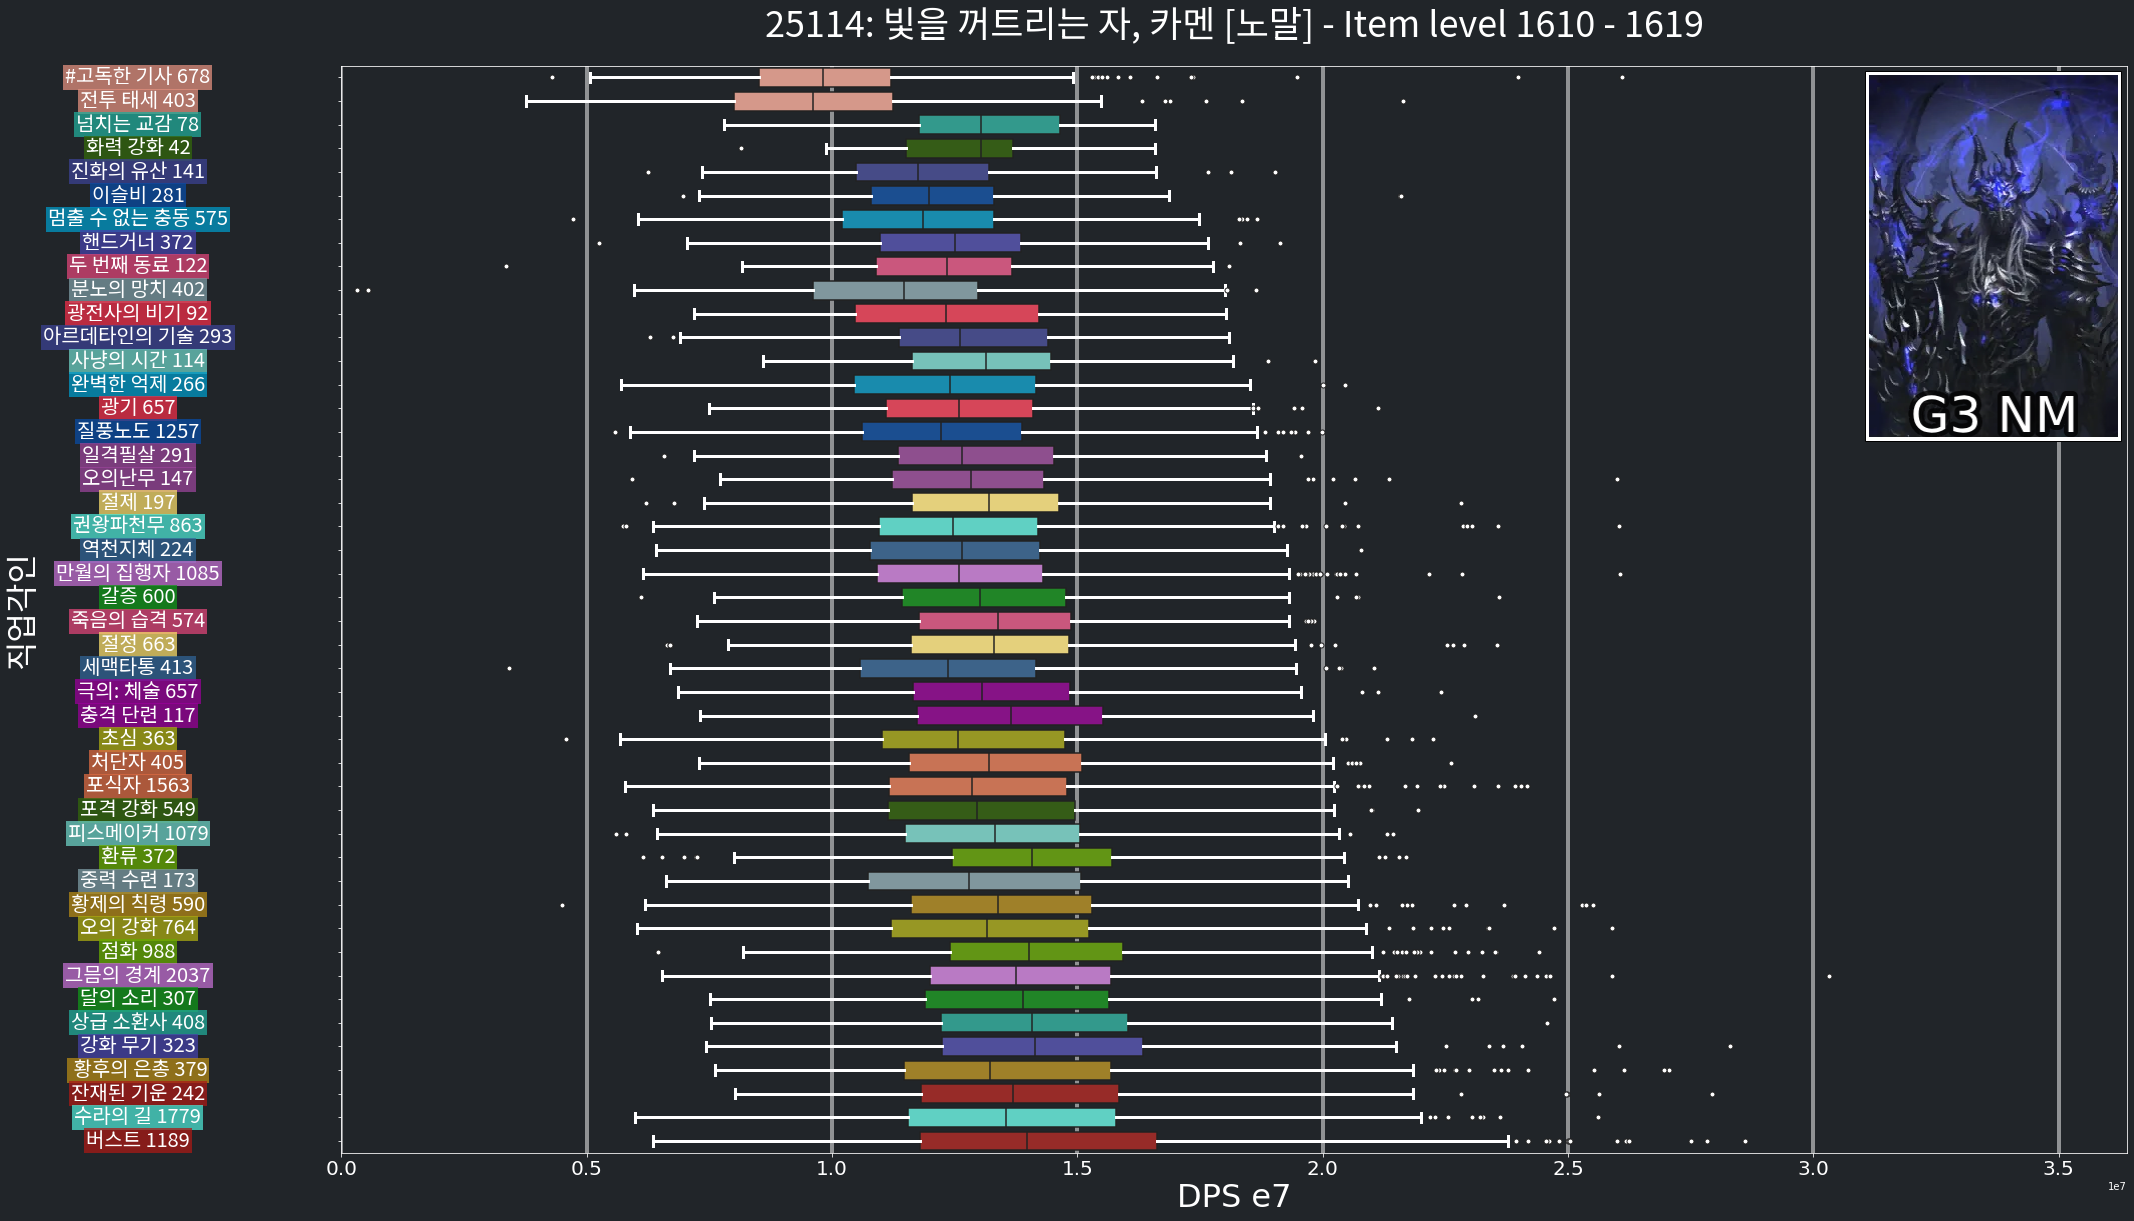 25114: 빛을 꺼트리는 자, 카멘 [노말] - Item level 1610 - 1619
#고독한 기사 678
전투 태세 403
넘치는 교감 78
화력 강화 42
진화의 유산 141
이슬비 281
멈출 수 없는 충동 575
핸드거너 372
두 번째 동료 122
분노의 망치 402
광전사의 비기 92
아르데타인의 기술 293
사냥의 시간 114
완벽한 억제 266
광기 657
질풍노도 1257
일격필살 291
오의난무 147
절제 197
권왕파천무 863
역천지체 224
만월의 집행자 1085
갈증 600
죽음의 습격 574
절정 663
세맥타통 413
극의: 체술 657
충격 단련 117
초심 363
처단자 405
포식자 1563
포격 강화 549
피스메이커 1079
환류 372
중력 수련 173
황제의 칙령 590
오의 강화 764
점화 988
그믐의 경계 2037
달의 소리 307
상급 소환사 408
강화 무기 323
황후의 은총 379
잔재된 기운 242
수라의 길 1779
버스트 1189
직업각인
G3 NM
0.0 0.5 1.0 1.5 2.0 2.5 3.0 3.5
1e7
DPS e7